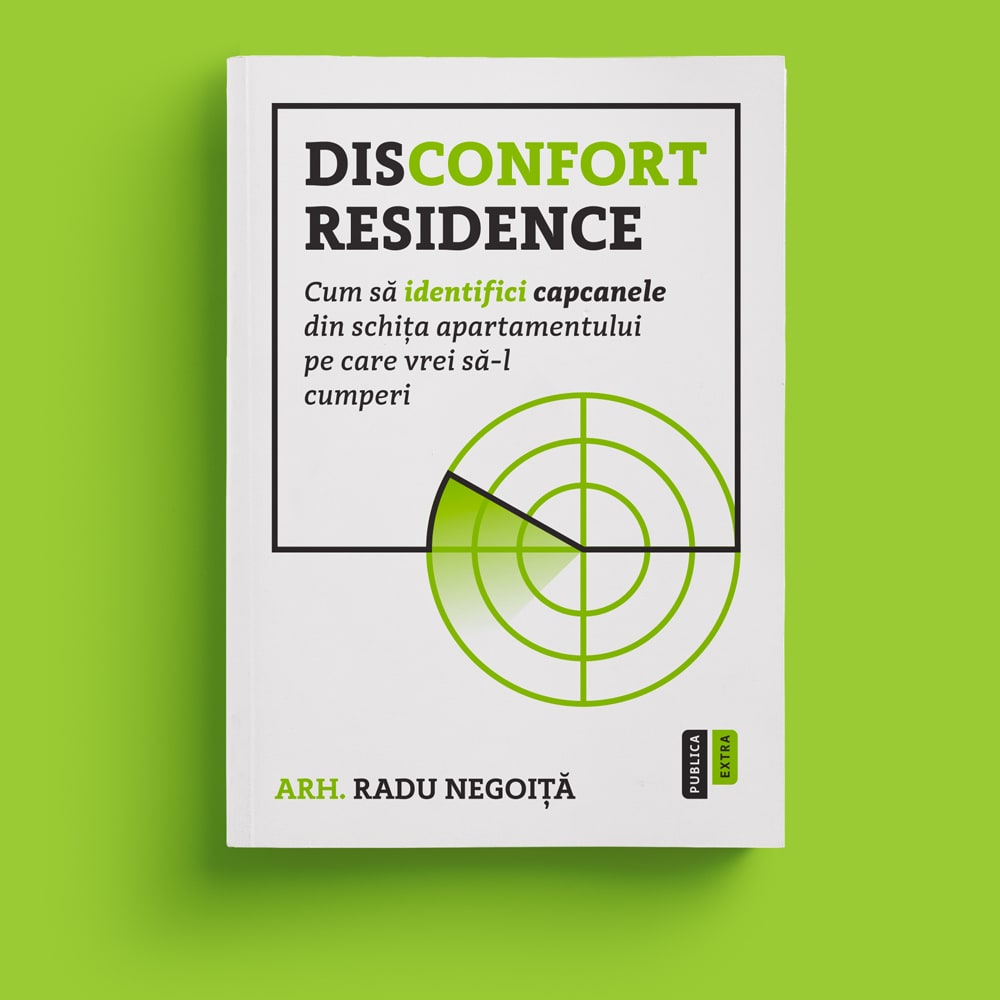 DISCONFORT
RESIDENCE
Cum să identifici capcanele
din schița apartamentului
pe care vrei să-l
cumperi
ARH. RADU NEGOIȚĂ
PUBLICA
EXTRA